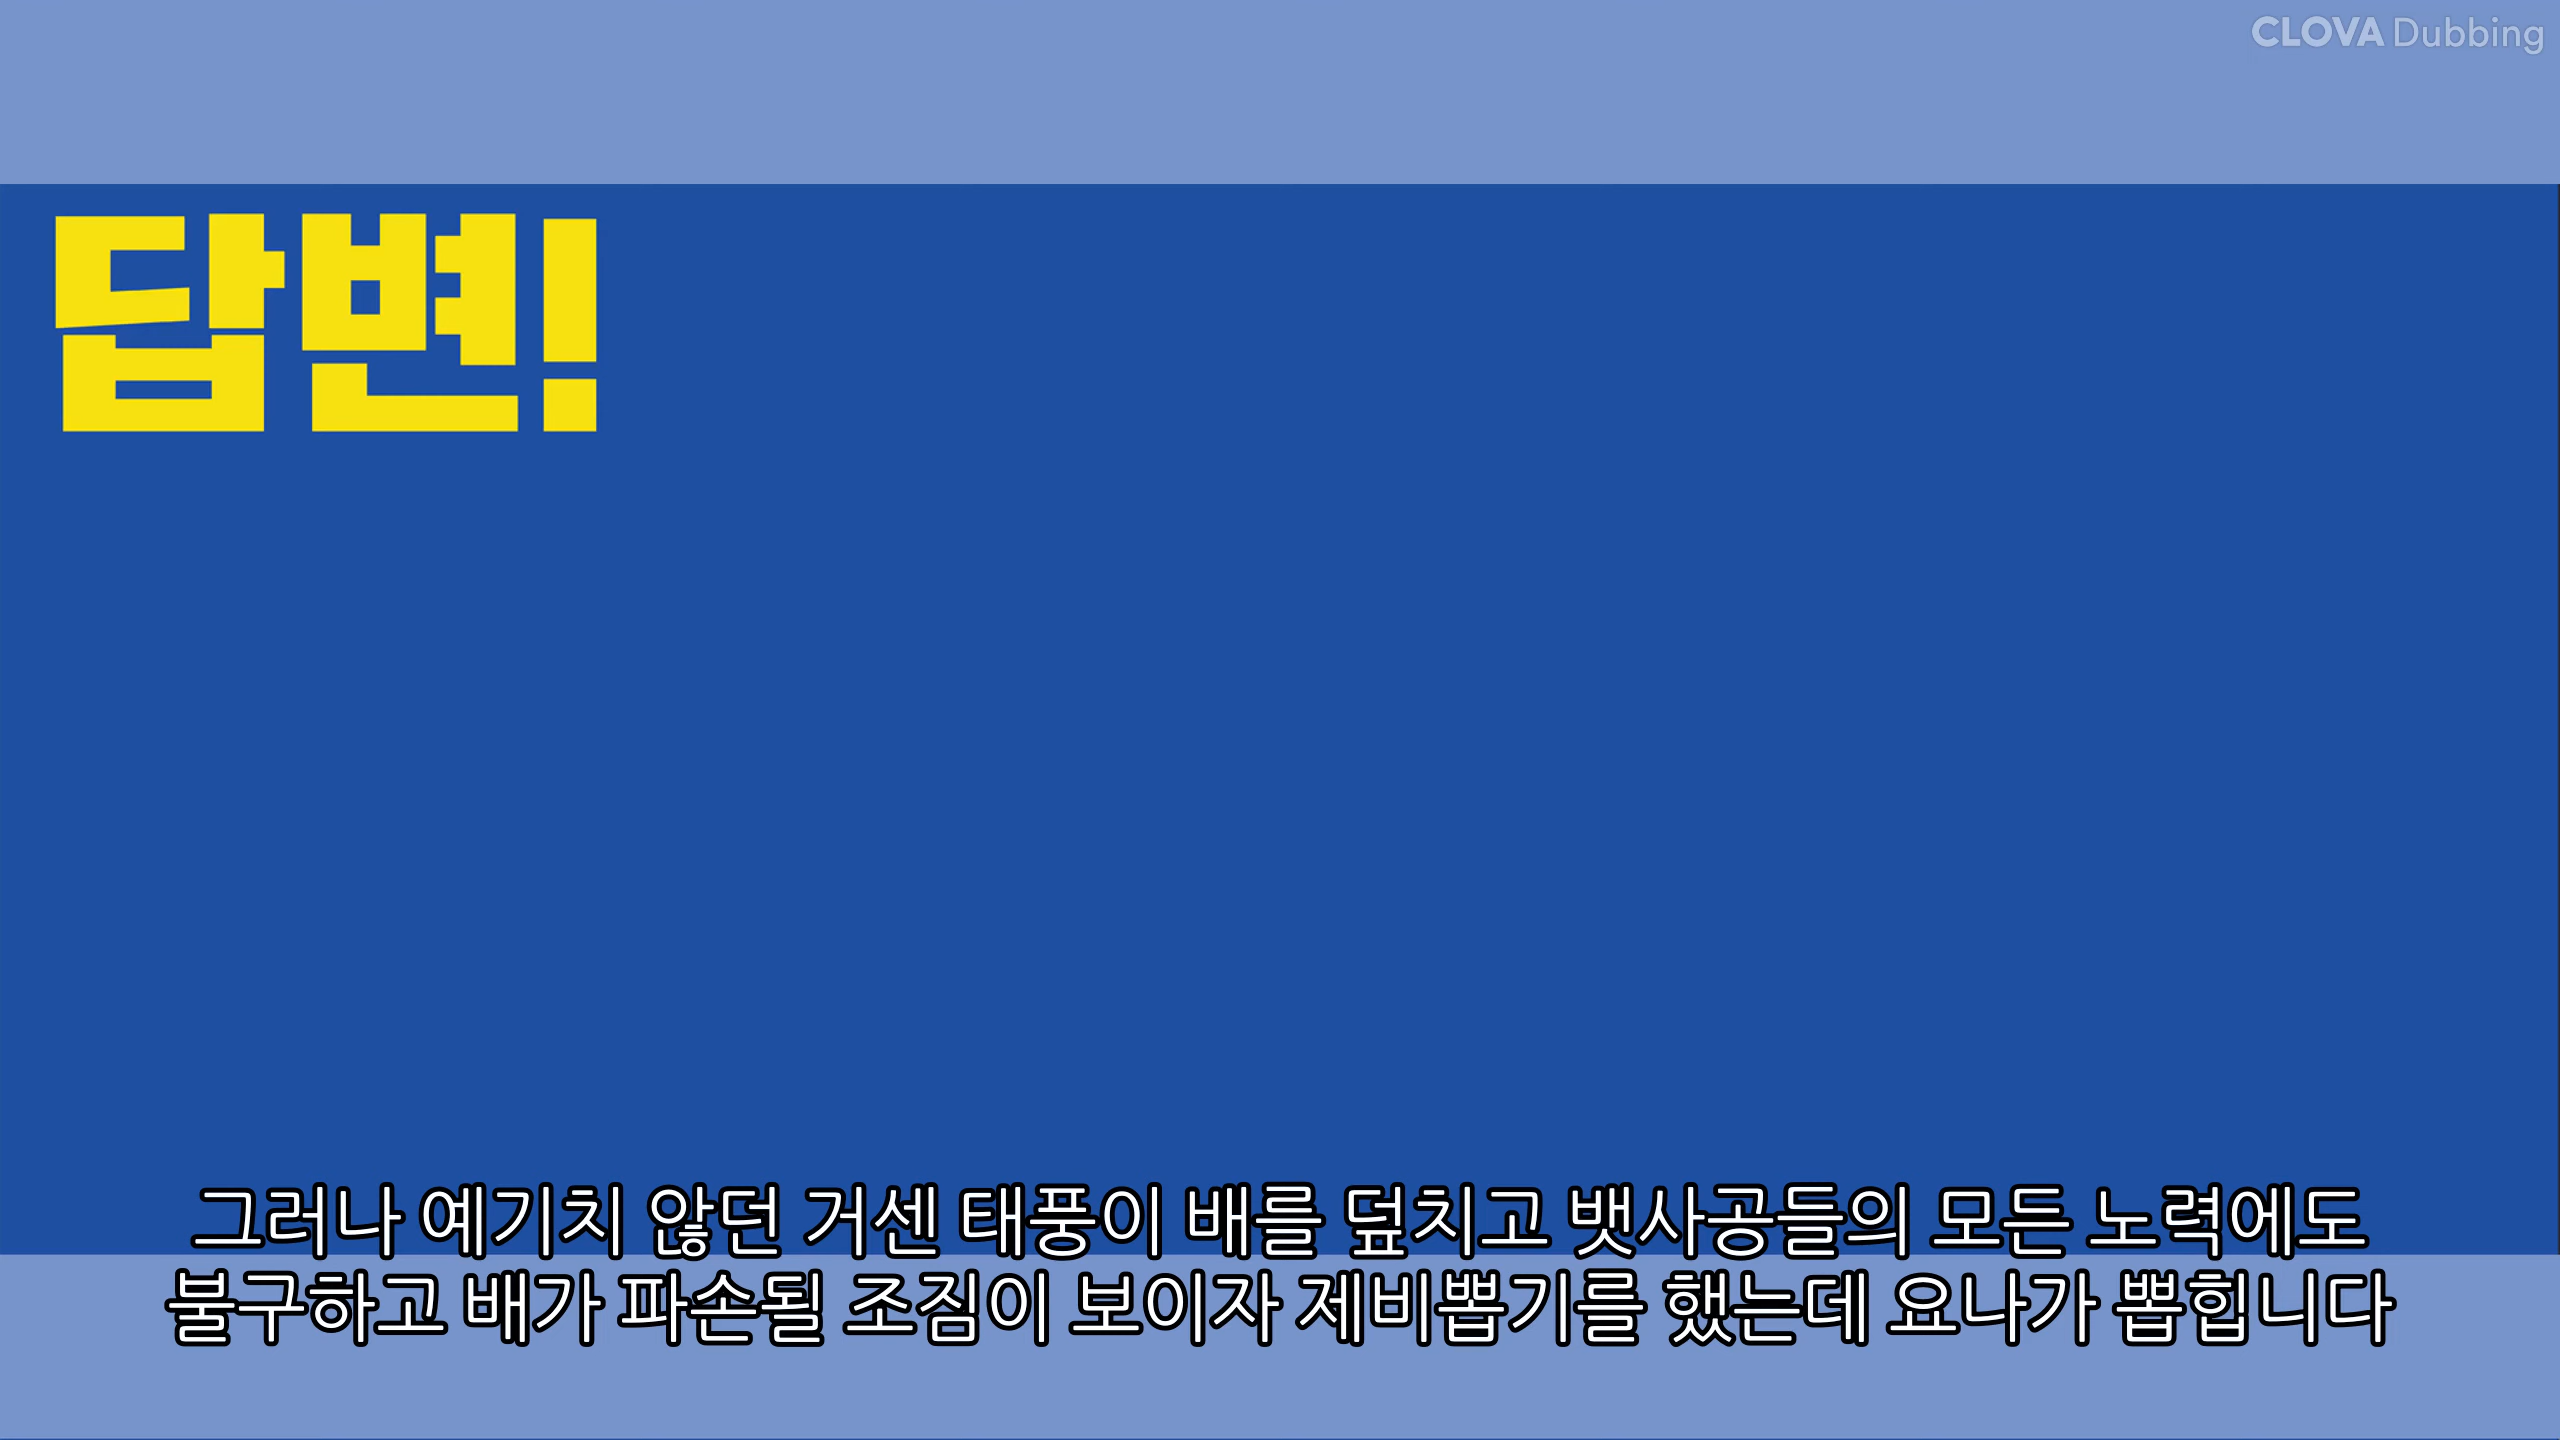 CLOVA Dubbing
답변!
그러나 예기치 않던 거센 태풍이 배를 덮치고 뱃사공들의 모든 노력에도
불구하고 배가 파손될 조짐이 보이자 제비뽑기를 했는데 요나가 뽑힙니다